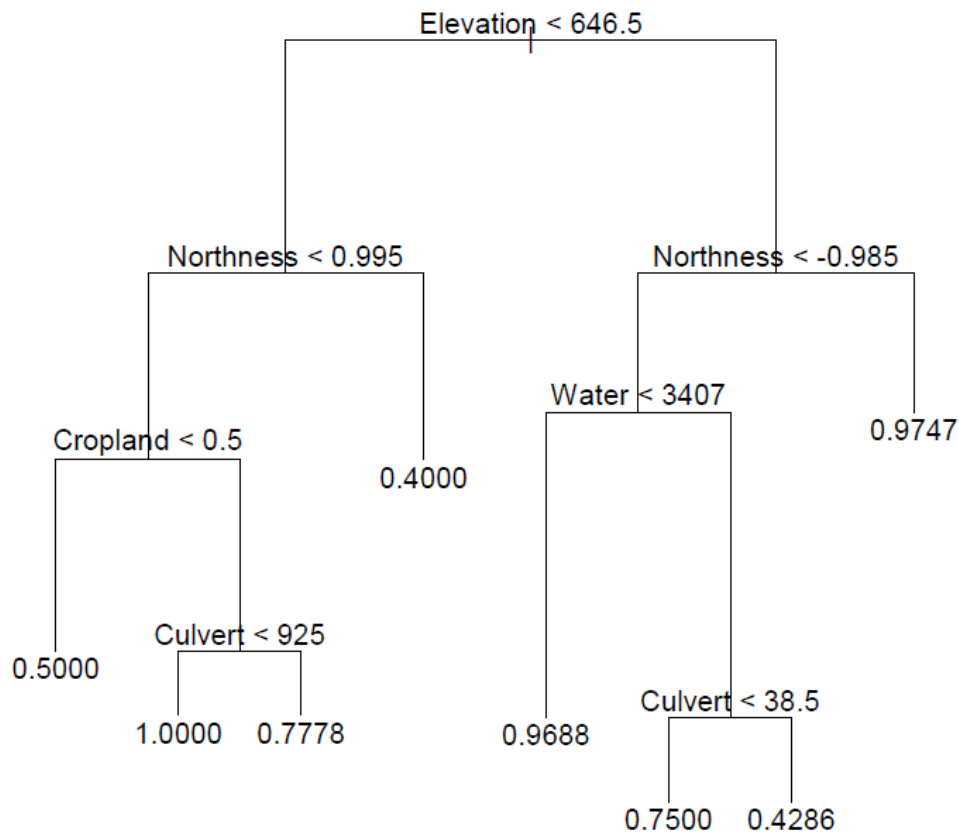 Elevation < 646.5
Northness < 0.995
Northness < -0.985
Water < 3407
0.9747
Cropland < 0.5
0.4000
Culvert < 925
0.5000
Culvert < 38.5
1.0000
0.7778
0.9688
0.7500
0.4286